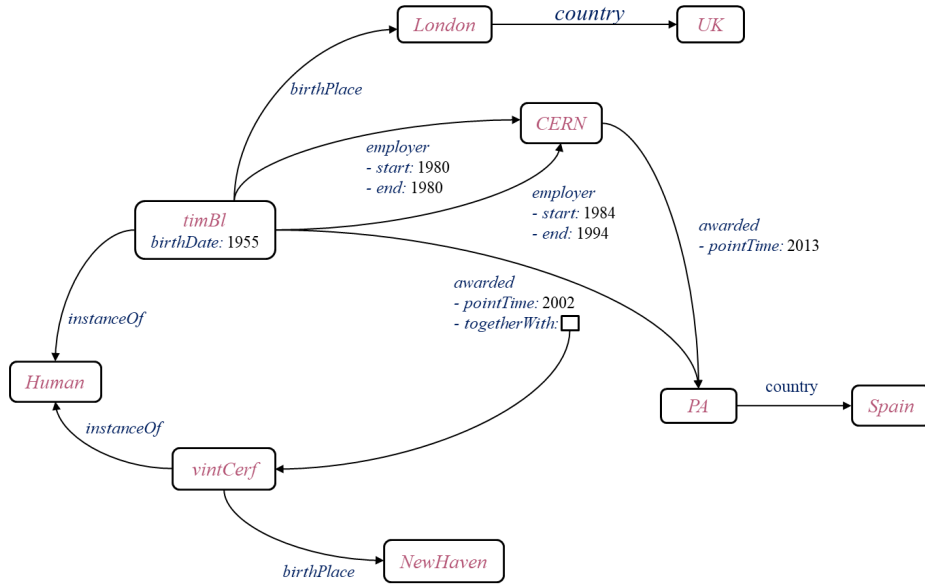 London
country
UK
birthPlace
CERN
employer
- start: 1980
- end: 1980
employer
- start: 1984
- end: 1994
timBl
birthDate: 1955
awarded
- pointTime: 2013
awarded
- pointTime: 2002
- togetherWith:
instanceOf
Human
PA
country
Spain
instanceOf
vintCerf
birthPlace
NewHaven